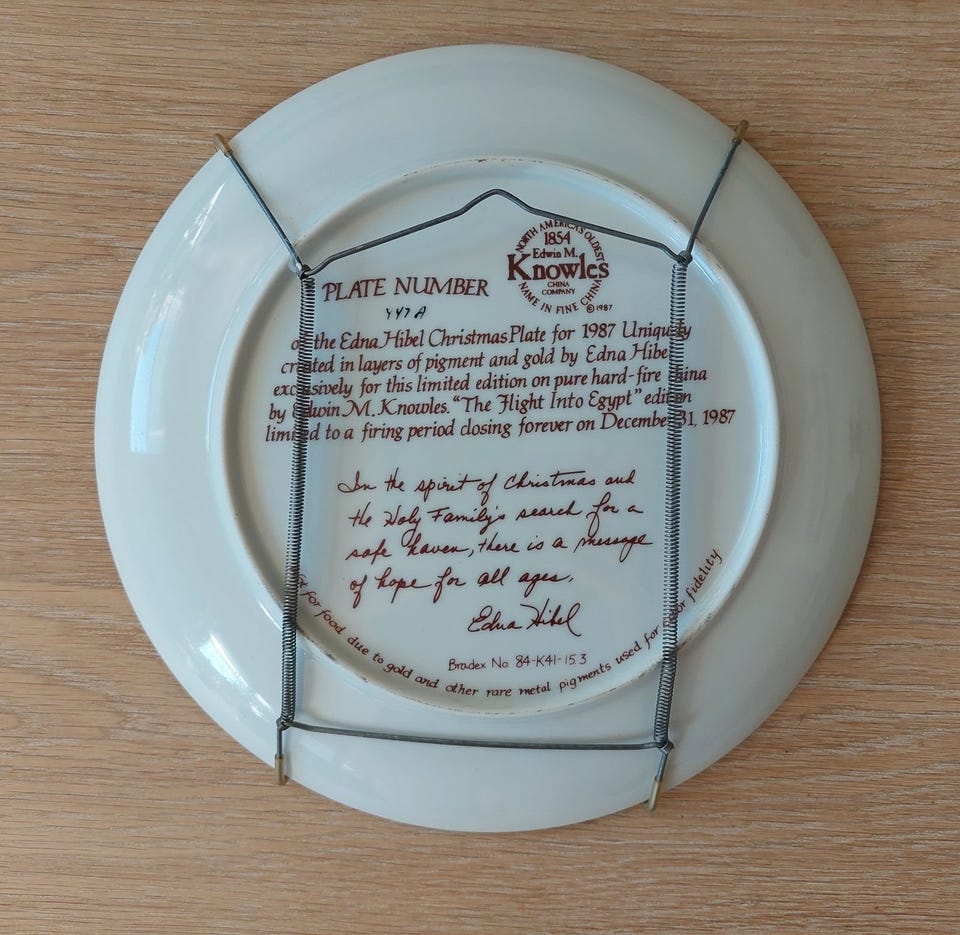 NORTH AMERICA'S OLDEST
1854
Edwin M.
Knowles
CHINA
COMPANY
NAME IN FINE CHINA
©1987
PLATE NUMBER
of the Edna Hibel Christmas Plate for 1987 Uniquely
created in layers of pigment and gold by Edna Hibel
exclusively for this limited edition on pure hard-fire china
by Edwin M. Knowles. "The Flight Into Egypt" edition
limited to a firing period closing forever on December 31, 1987
In the spirit of Christmas and
the Holy Family's search for a
safe haven, there is a message
of hope for all ages.
Edna Hibel
Bradex No. 84-K41-15.3
Not for food due to gold and other rare metal pigments used for color fidelity